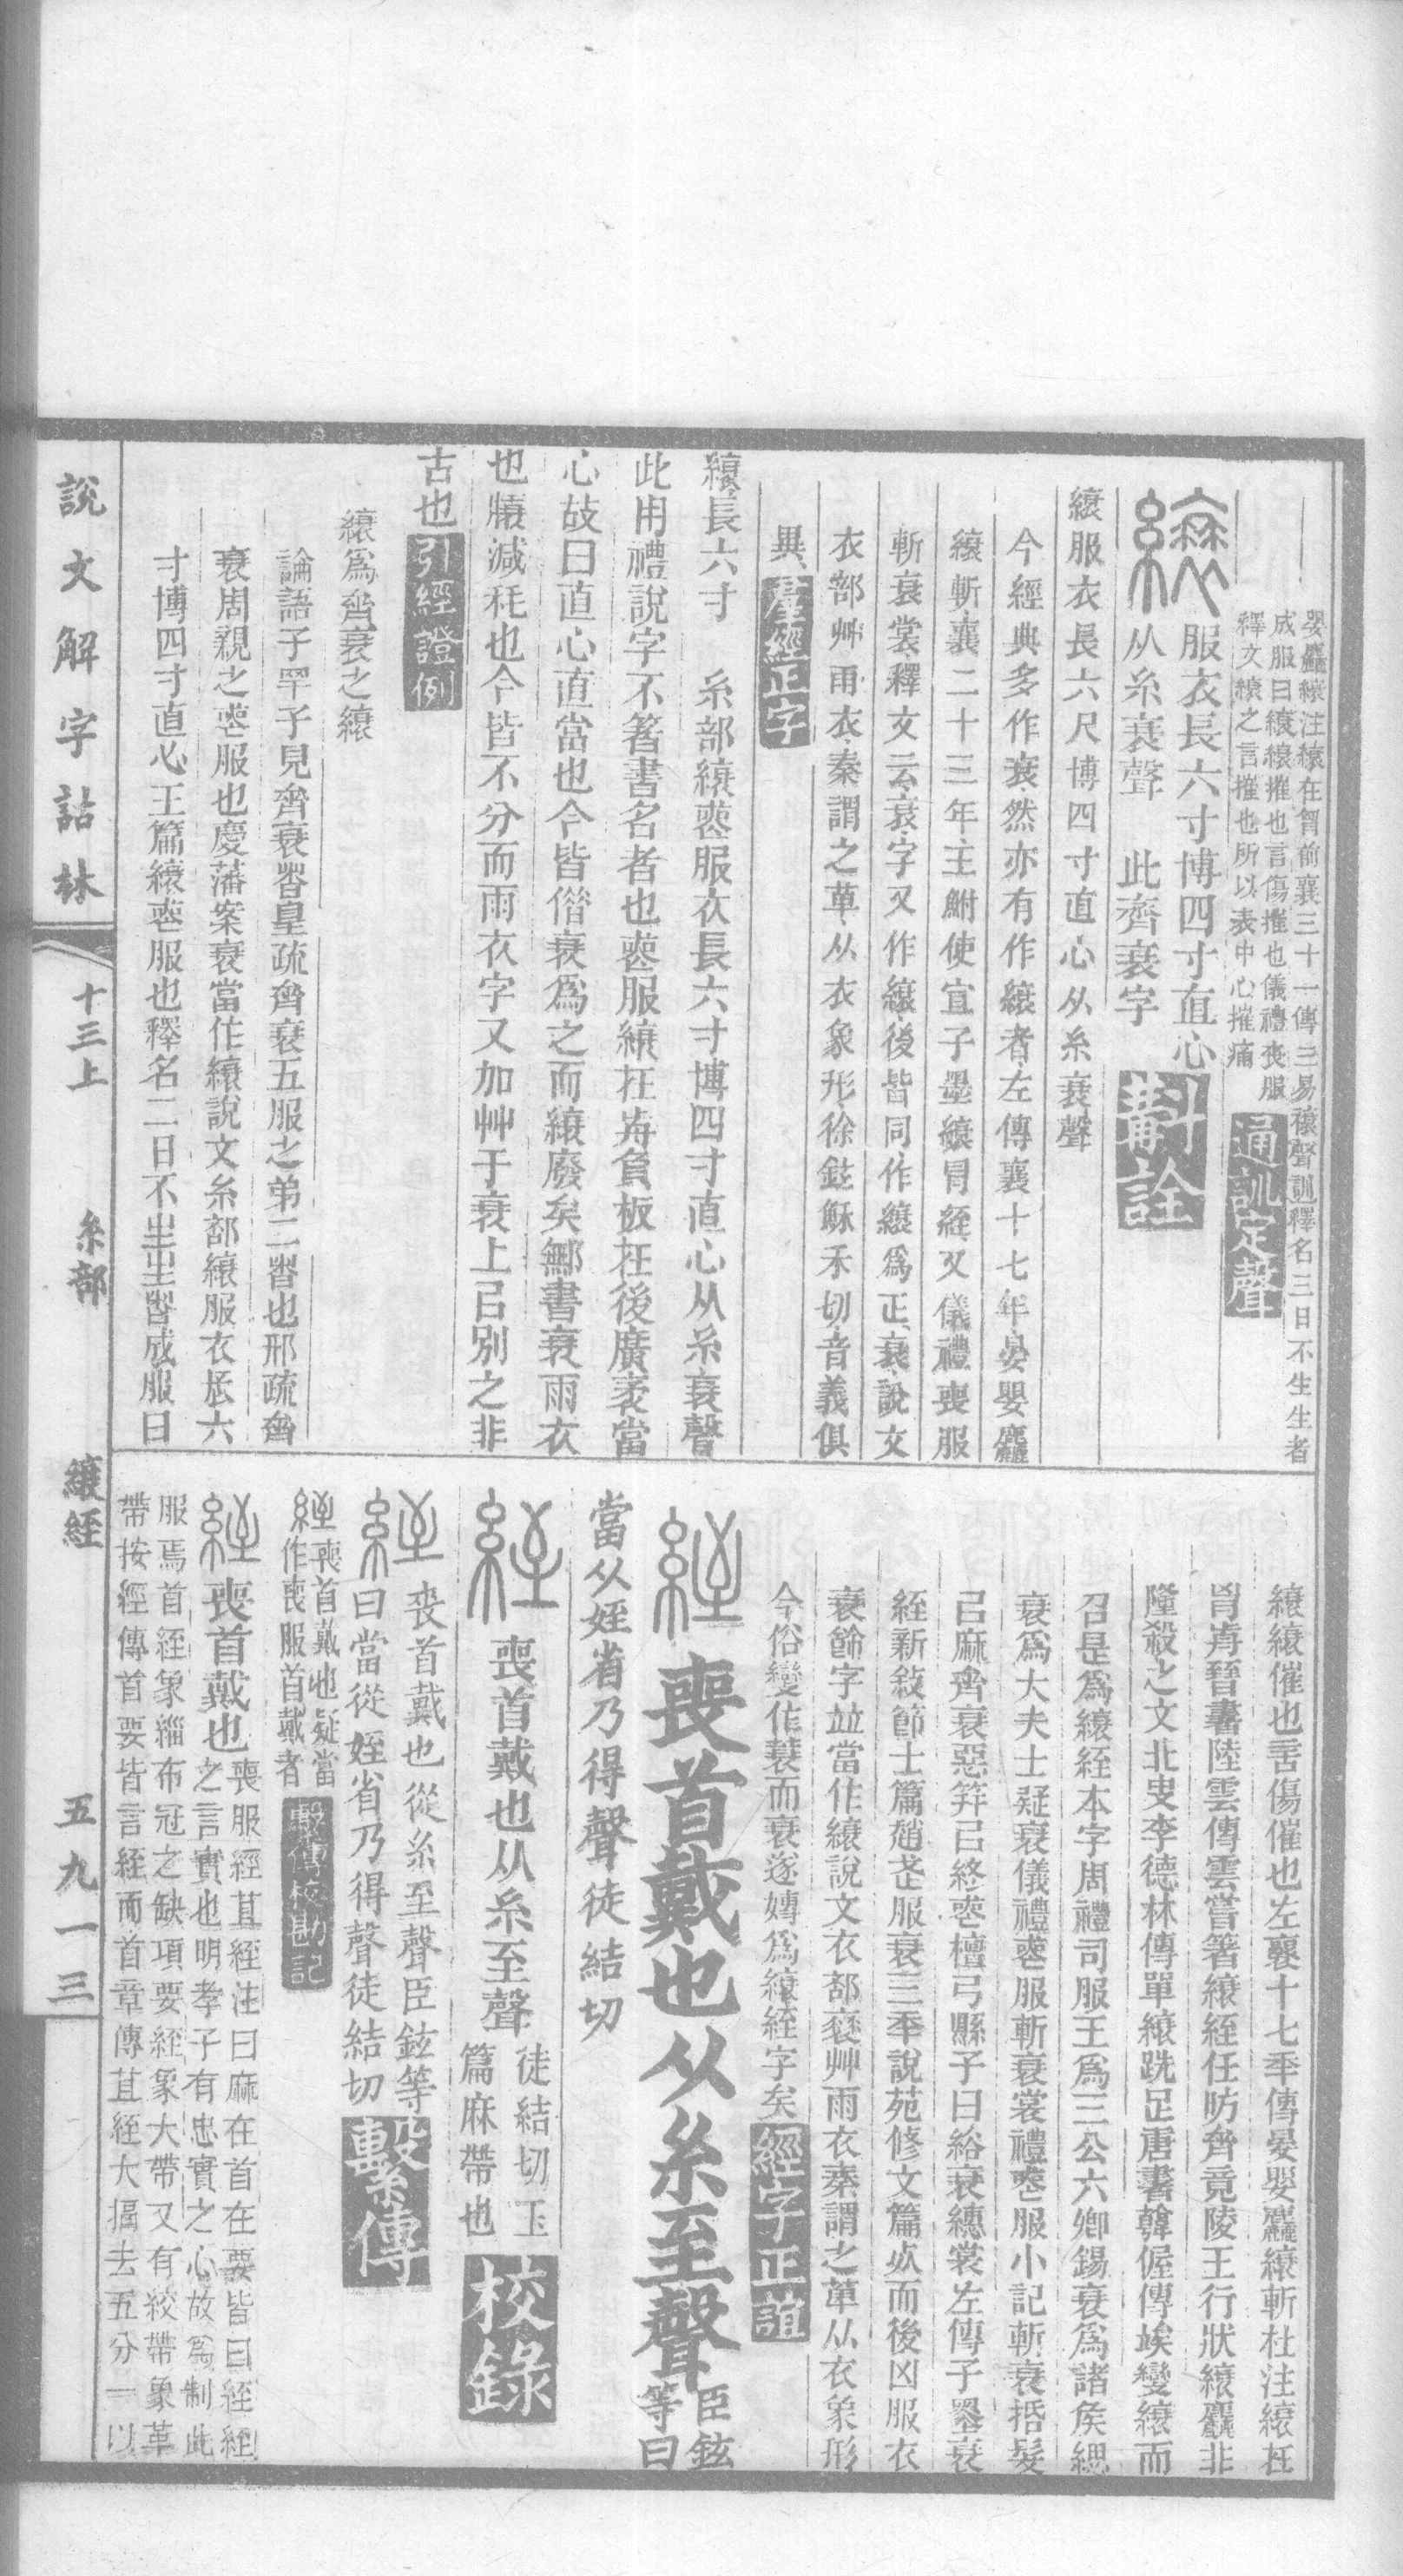 晏麤縗注縗在胷前襄三十一傳三易縗聲訓釋名三日不生生者
成服曰縗縗摧也言傷摧也儀禮喪服
釋文縗之言摧也所以表中心摧痛
通訓定聲
服衣長六寸博四寸直心
从糸衰聲 此齊衰字
斠詮
縗服衣長六尺博四寸直心从糸衰聲
今經典多作衰然亦有作縗者左傳襄十七年晏嬰麤
縗斬襄二十三年主鮒使宣子墨縗冒絰又儀禮喪服
斬衰裳釋文云衰字又作縗後皆同作縗爲正衰說文
衣部艸雨衣秦謂之萆从衣象形徐鉉穌禾切音義俱
異
羣經正字
縗長六寸 糸部縗喪服衣長六寸博四寸直心从糸衰聲
此用禮說字不箸書名者也喪服縗在歬負板在後廣袤當
心故曰直心直當也今皆偕衰爲之而縗廢矣鄦書衰雨衣
也癏減秏也今皆不分而雨衣字又加艸于衰上㠯別之非
古也
引經證例
縗爲齊衰之縗
論語子罕子見齊衰者皇疏齊衰五服之弟二者也邢疏齊
衰周親之喪服也慶藩案衰當作縗說文糸部縗服衣長六
寸博四寸直心玉篇縗喪服也釋名二日不生生者成服曰
縗縗催也言傷催也左襄十七年傳晏嬰麤縗斬杜注縗在
胷歬晉書陸雲傳雲嘗著縗絰任昉齊竟陵王行狀縗麤非
隆殺之文北史李德林傳單縗跣足唐書韓偓傳埃變縗而
召是爲縗絰本字周禮司服王爲三公六卿錫衰爲諸矦緦
衰爲大夫士疑衰儀禮喪服斬衰裳禮喪服小記斬衰括髮
㠯麻齊衰惡笄㠯終喪檀弓縣子曰綌衰繐裳左傳子墨衰
絰新敍節士篇趙孟服衰三年說苑修文篇然而後凶服衣
衰飾字竝當作縗說文衣部衰艸雨衣秦謂之萆从衣象形
今俗變作蓑而衰遂轉爲縗絰字矣
經字正誼
喪首戴也从糸至聲 臣鉉
等曰
當从姪省乃得聲徒結切
喪首戴也从糸至聲 徒結切玉
篇麻帶也
校錄
喪首戴也從糸至聲臣鉉等
曰當從姪省乃得聲徒結切
繫傳
絰喪首戴也疑當
作喪服首戴者
繫傳校勘記
喪首戴也 喪服經苴絰注曰麻在首在要皆曰絰絰
之言實也明孝子有忠實之心故爲制此
服焉首絰象緇布冠之缺項要絰象大帶又有絞帶象革
帶按經傳首要皆言絰而首章傳苴絰大搹去五分一以
說文解字詁林
十三上
糸部
縗絰
五九一三